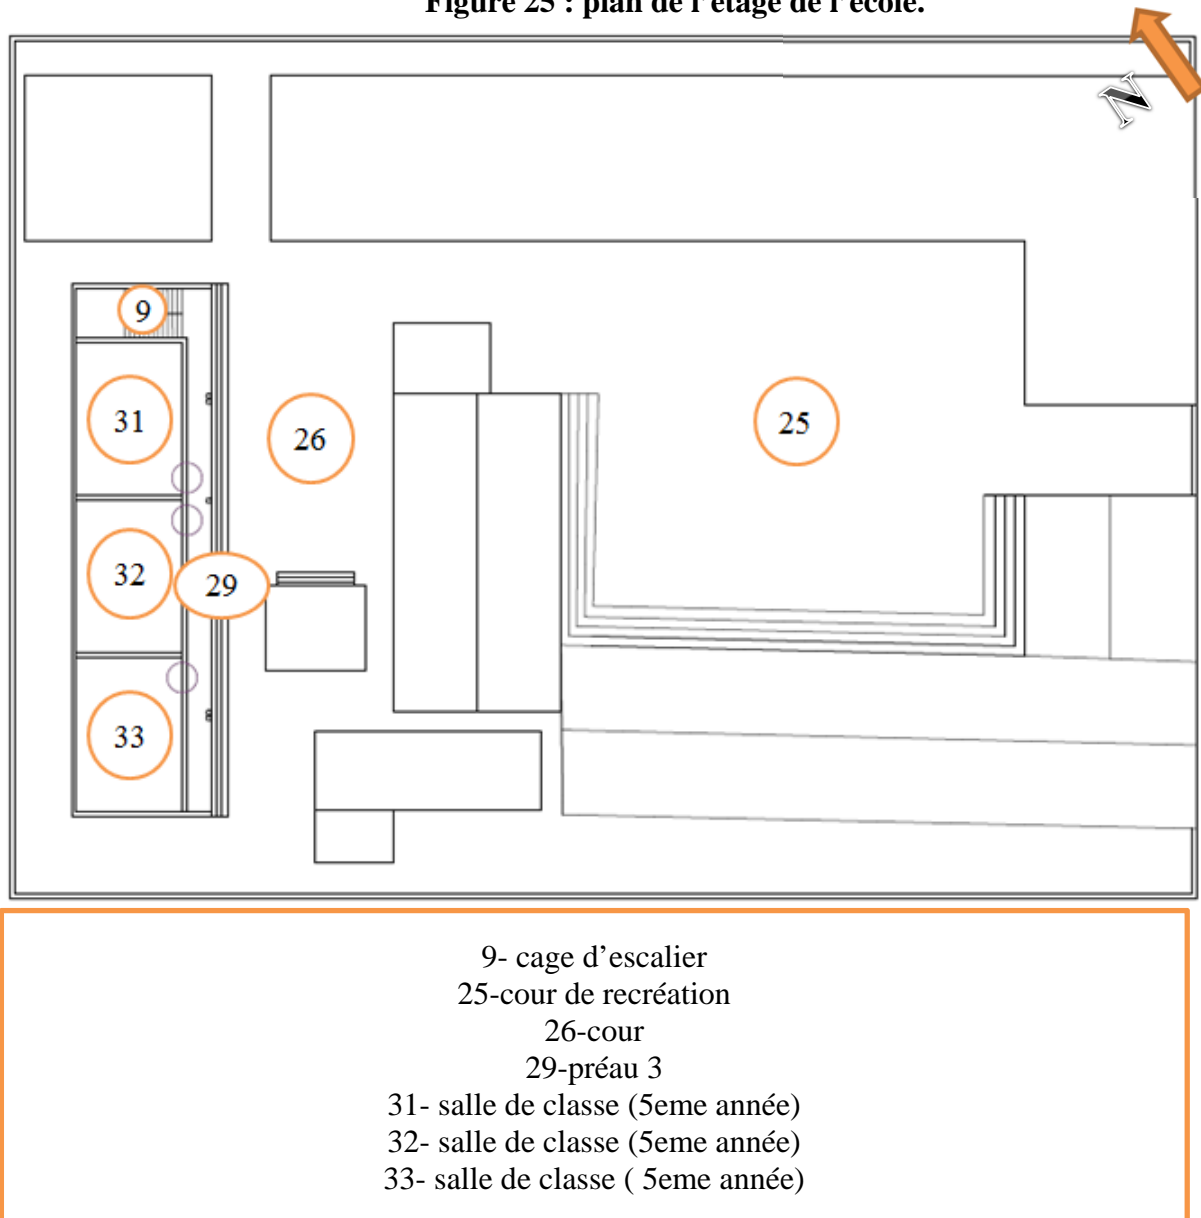 Figure 25 : plan de l'étage de l'école.
N
9
31
26
25
32
29
33
9- cage d’escalier
25-cour de recréation
26-cour
29-préau 3
31- salle de classe (5eme année)
32- salle de classe (5eme année)
33- salle de classe ( 5eme année)